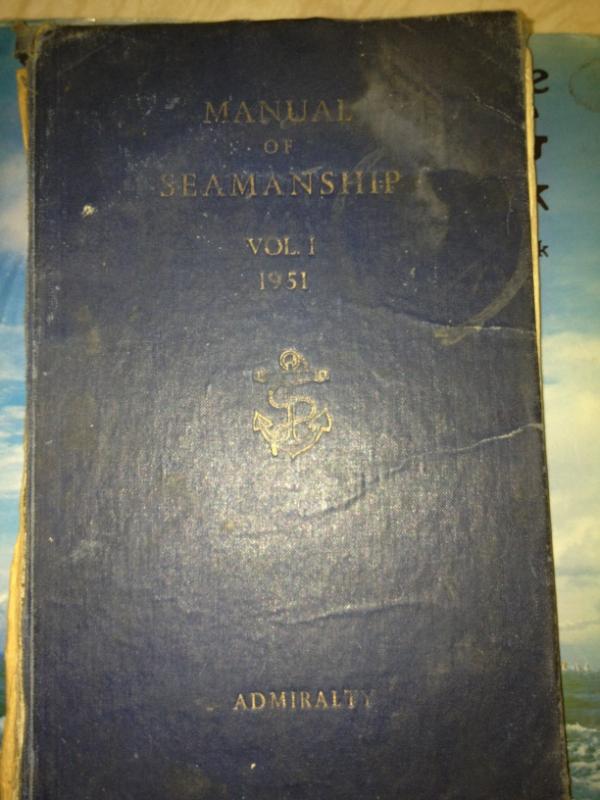 MANUAL
OF
SEAMANSHIP
VOL. I
1951
ADMIRALTY